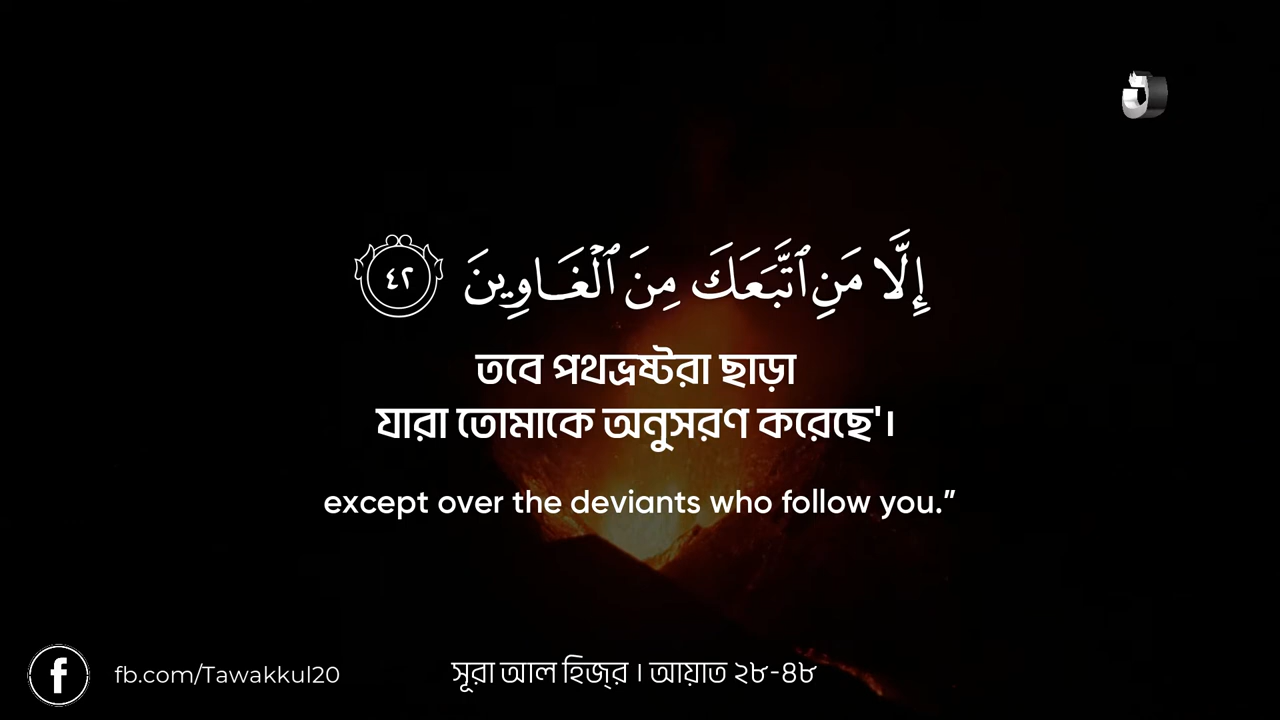 إِلَّا مَنِ ٱتَّبَعَكَ مِنَ ٱلْغَـاوِينَ ٤٢
তবে পথভ্রষ্টরা ছাড়া
যারা তোমাকে অনুসরণ করেছে'।
except over the deviants who follow you.”
fb.com/Tawakkul20
সূরা আল হিজ্‌র । আয়াত ২৮-৪৮